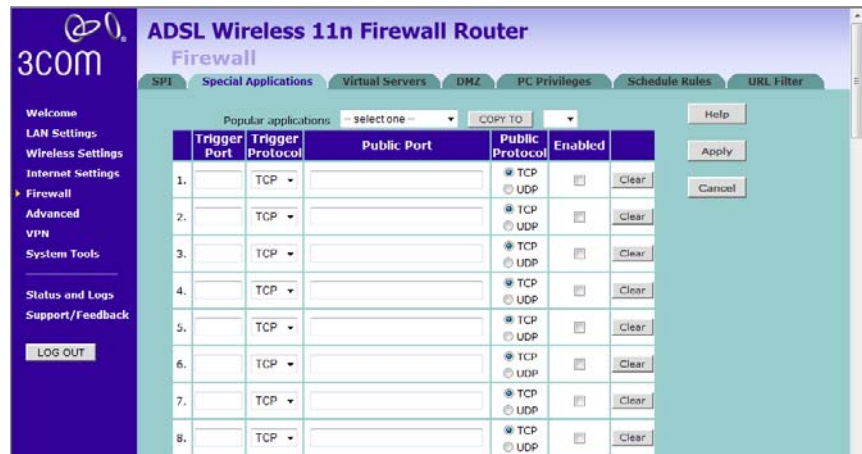 3COM
ADSL Wireless 11n Firewall Router
Firewall
SPI Special Applications Virtual Servers DMZ PC Privileges Schedule Rules URL Filter
Welcome
LAN Settings
Wireless Settings
Internet Settings
Firewall
Advanced
VPN
System Tools
Status and Logs
Support/Feedback
LOG OUT
Popular applications -- select one -- COPY TO
Trigger Port Trigger Protocol Public Port Public Protocol Enabled
1. TCP TCP UDP Clear
2. TCP TCP UDP Clear
3. TCP TCP UDP Clear
4. TCP TCP UDP Clear
5. TCP TCP UDP Clear
6. TCP TCP UDP Clear
7. TCP TCP UDP Clear
8. TCP TCP UDP Clear
Help
Apply
Cancel